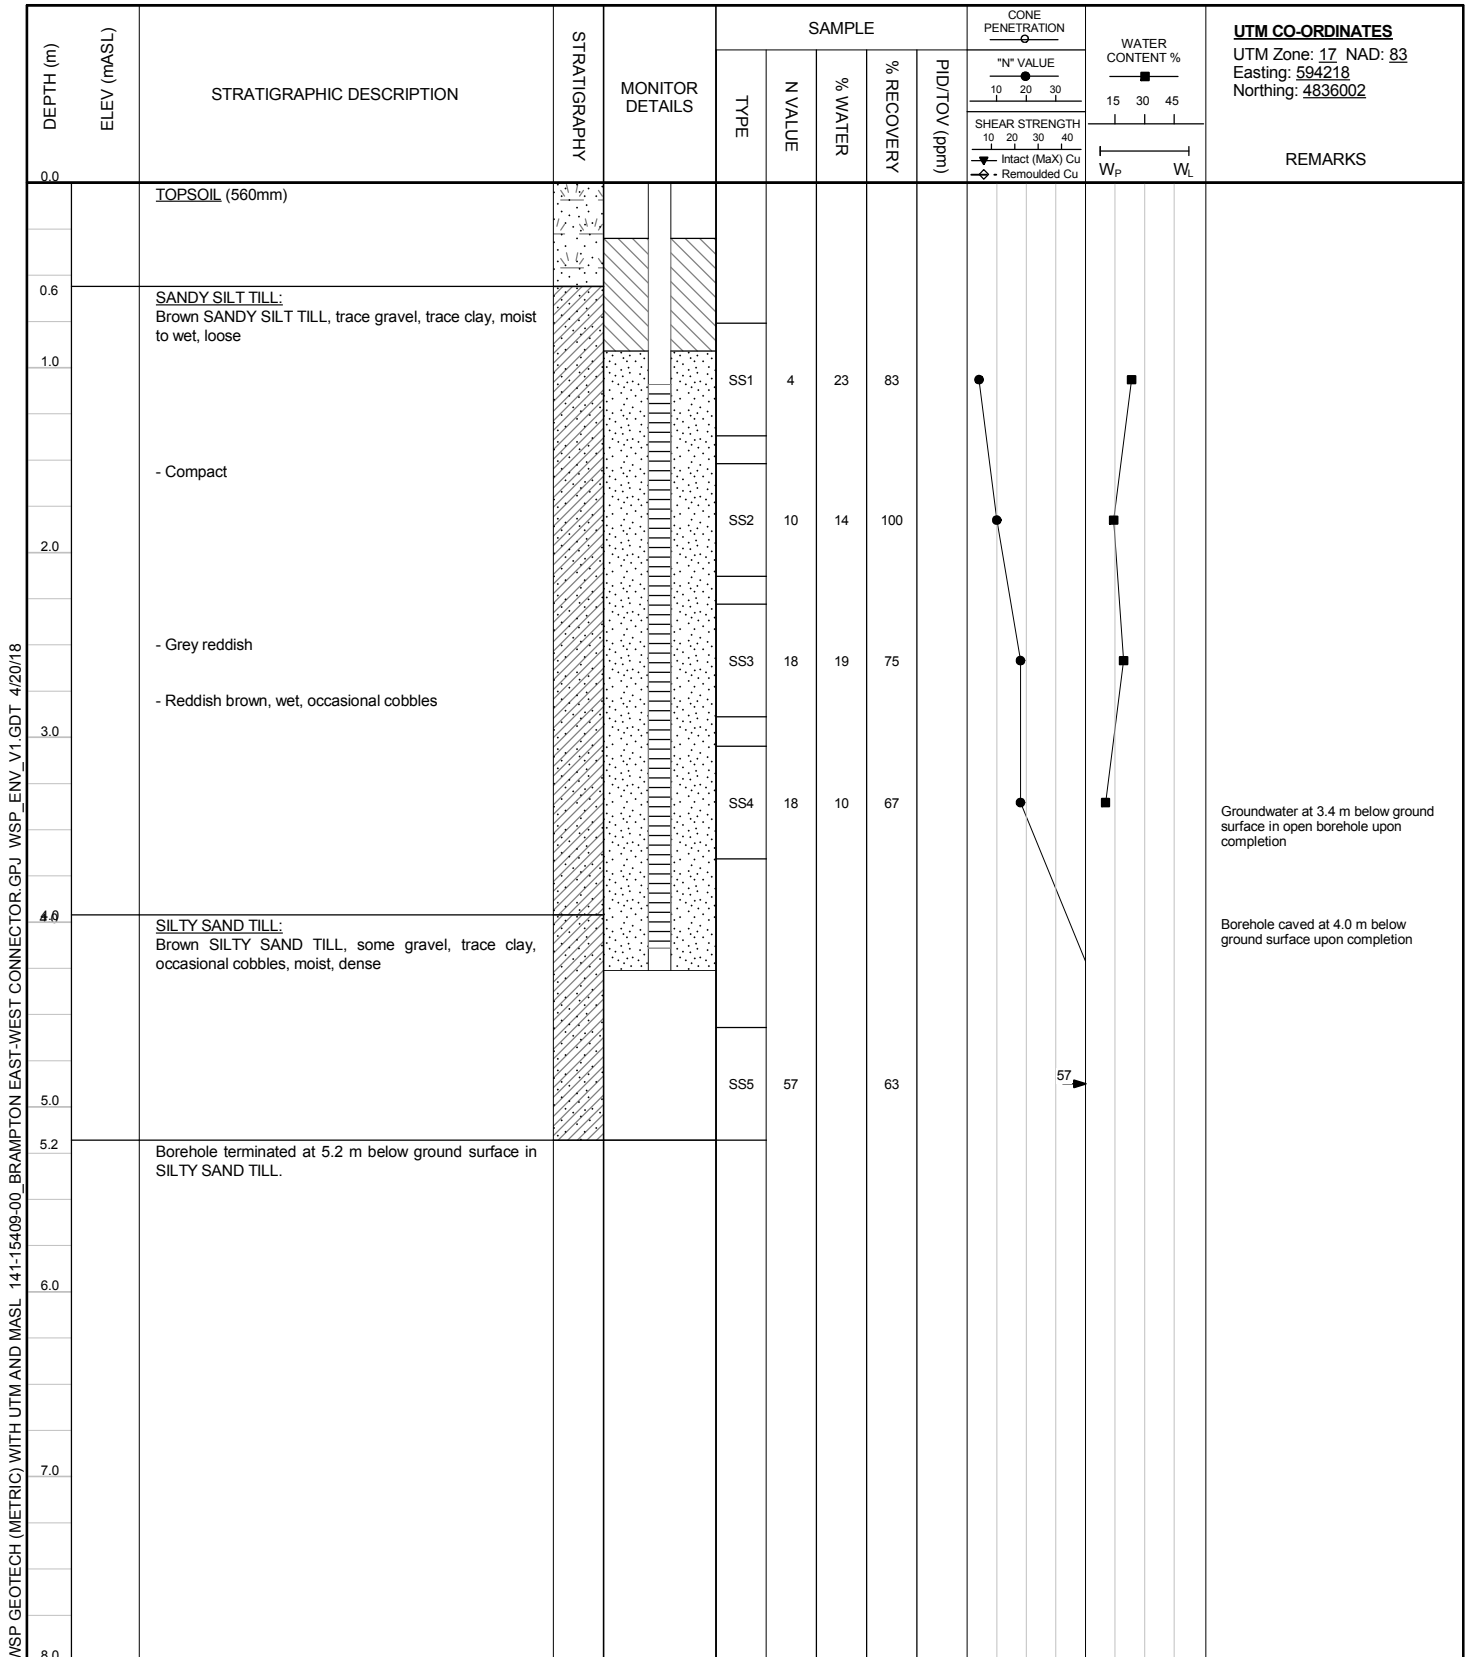 DEPTH (m)
ELEV (mASL)
STRATIGRAPHIC DESCRIPTION
STRATIGRAPHY
MONITOR
DETAILS
SAMPLE
TYPE
N VALUE
% WATER
% RECOVERY
PID/TOV (ppm)
CONE
PENETRATION
"N" VALUE
10 20 30
SHEAR STRENGTH
10 20 30 40
Intact (MaX) Cu
Remoulded Cu
WATER
CONTENT %
15 30 45
WP WL
UTM CO-ORDINATES
UTM Zone: 17 NAD: 83
Easting: 594218
Northing: 4836002
REMARKS
0.0
TOPSOIL (560mm)
0.6
SANDY SILT TILL:
Brown SANDY SILT TILL, trace gravel, trace clay, moist
to wet, loose
1.0
SS1 4 23 83
- Compact
SS2 10 14 100
2.0
- Grey reddish
SS3 18 19 75
- Reddish brown, wet, occasional cobbles
3.0
SS4 18 10 67
Groundwater at 3.4 m below ground
surface in open borehole upon
completion
4.0
SILTY SAND TILL:
Brown SILTY SAND TILL, some gravel, trace clay,
occasional cobbles, moist, dense
Borehole caved at 4.0 m below
ground surface upon completion
SS5 57 63
57
5.0
5.2
Borehole terminated at 5.2 m below ground surface in
SILTY SAND TILL.
6.0
7.0
8.0
WSP GEOTECH (METRIC) WITH UTM AND MASL 141-15409-00_BRAMPTON EAST-WEST CONNECTOR.GPJ WSP_ENV_V1.GDT 4/20/18